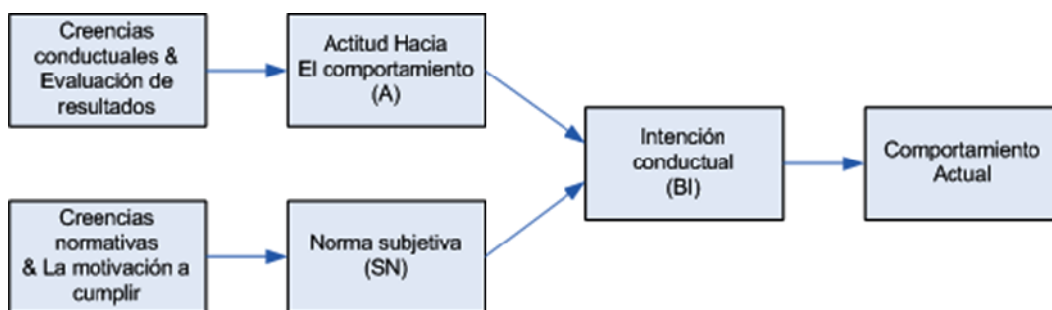 Creencias
conductuales &
Evaluación de
resultados
Actitud Hacia
El comportamiento
(A)
Creencias
normativas
& La motivación a
cumplir
Norma subjetiva
(SN)
Intención
conductual
(BI)
Comportamiento
Actual